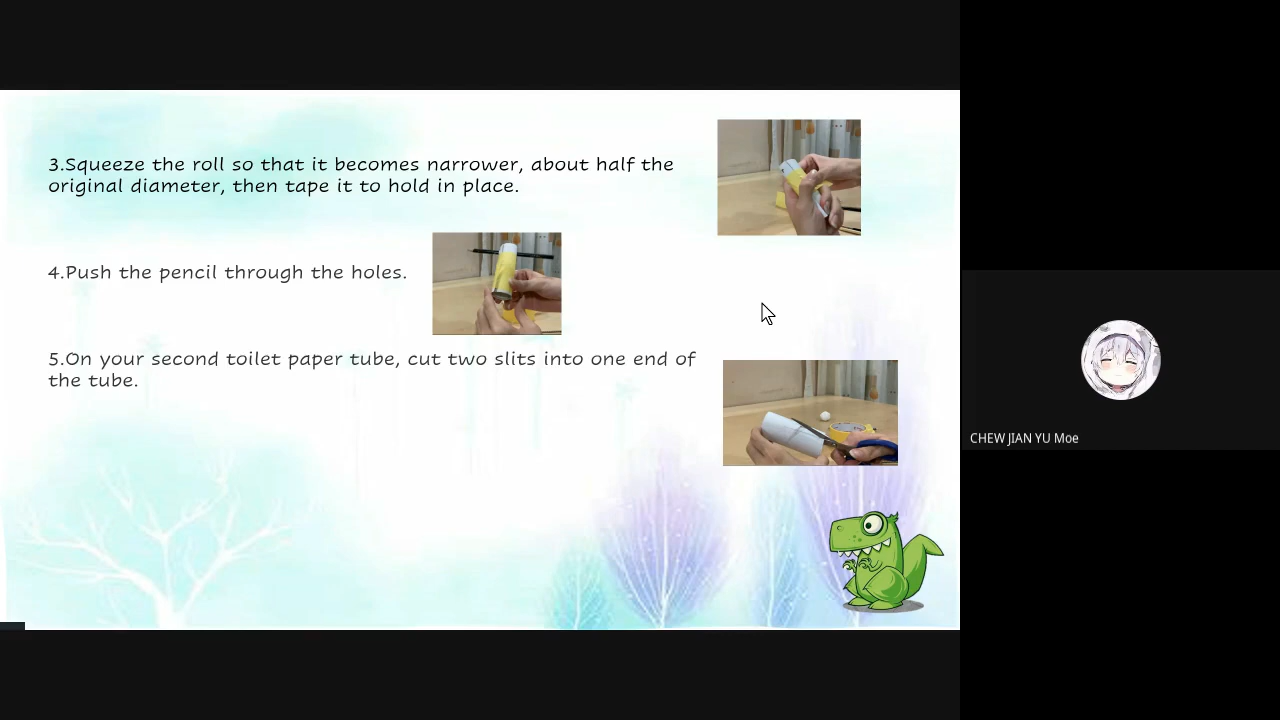 3.Squeeze the roll so that it becomes narrower, about half the
original diameter, then tape it to hold in place.
4.Push the pencil through the holes.
5.On your second toilet paper tube, cut two slits into one end of
the tube.
CHEW JIAN YU Moe